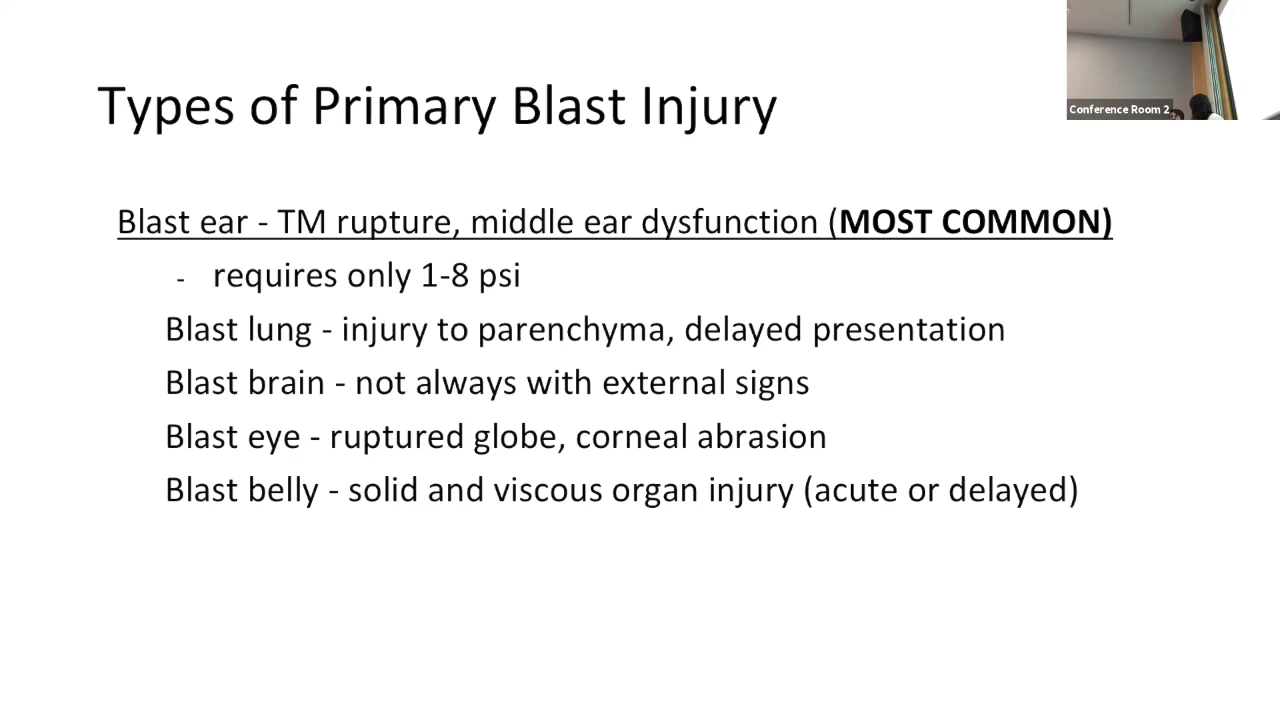 Conference Room 2
Types of Primary Blast Injury
Blast ear - TM rupture, middle ear dysfunction (MOST COMMON)
- requires only 1-8 psi
Blast lung - injury to parenchyma, delayed presentation
Blast brain - not always with external signs
Blast eye - ruptured globe, corneal abrasion
Blast belly - solid and viscous organ injury (acute or delayed)